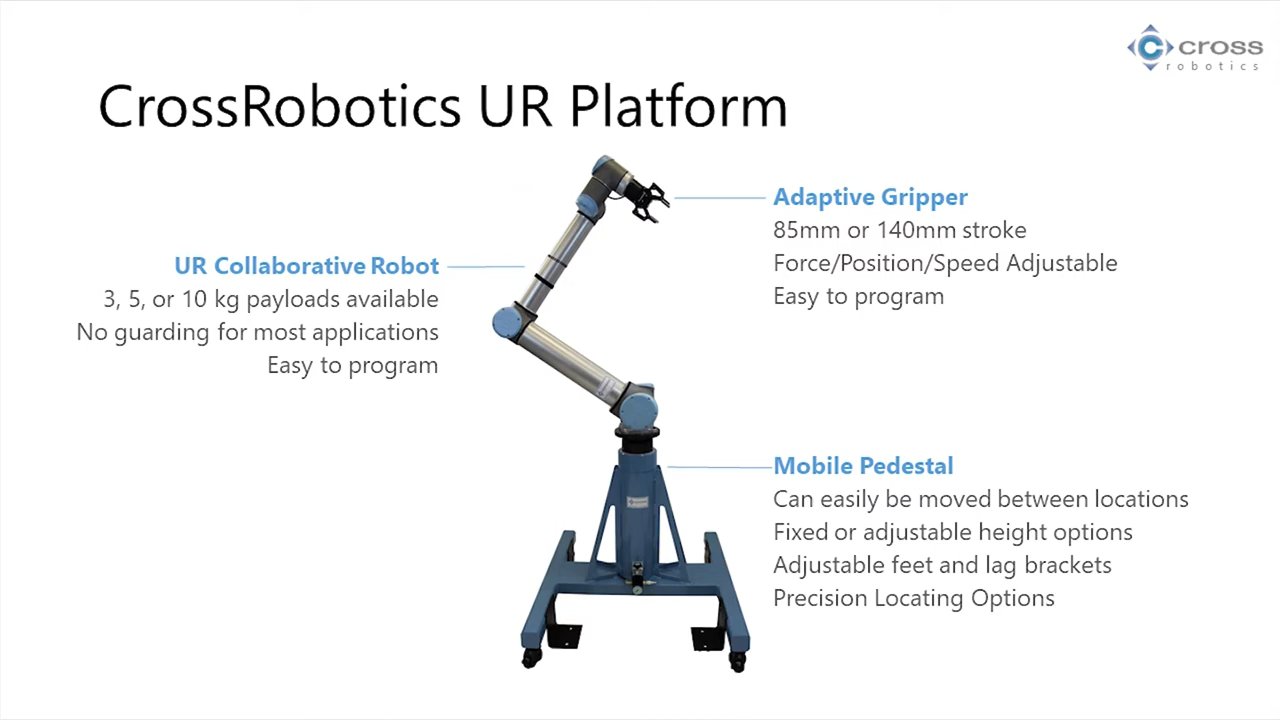 cross
robotics
CrossRobotics UR Platform
Adaptive Gripper
85mm or 140mm stroke
Force/Position/Speed Adjustable
Easy to program
UR Collaborative Robot
3, 5, or 10 kg payloads available
No guarding for most applications
Easy to program
Mobile Pedestal
Can easily be moved between locations
Fixed or adjustable height options
Adjustable feet and lag brackets
Precision Locating Options